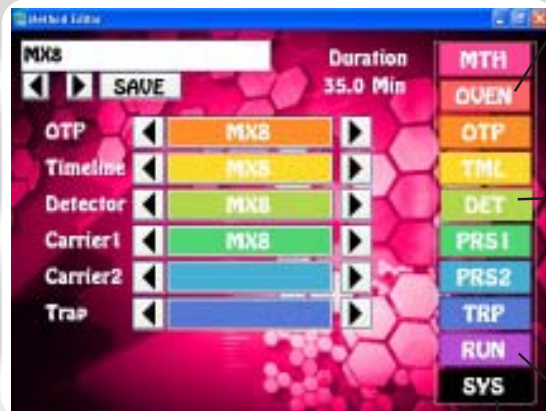 Method Editor
MX8
Duration
SAVE
35.0 Min
OTP MX8
Timeline MX8
Detector MX8
Carrier1 MX8
Carrier2
Trap
MTH
OVEN
OTP
TML
DET
PRS1
PRS2
TRP
RUN
SYS